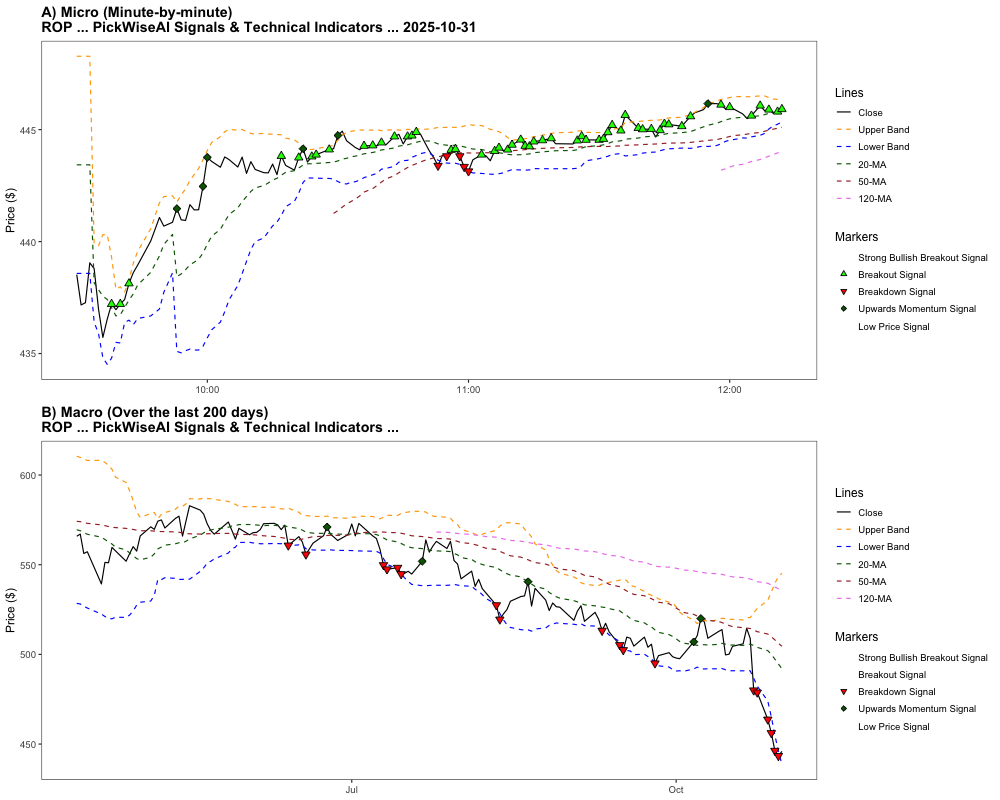 A) Micro (Minute-by-minute)
ROP ... PickWiseAI Signals & Technical Indicators ... 2025-10-31
Price ($)
445
440
435
10:00
11:00
12:00
Lines
Close
Upper Band
Lower Band
20-MA
50-MA
120-MA
Markers
Strong Bullish Breakout Signal
Breakout Signal
Breakdown Signal
Upwards Momentum Signal
Low Price Signal
B) Macro (Over the last 200 days)
ROP ... PickWiseAI Signals & Technical Indicators ...
Price ($)
600
550
500
450
Jul
Oct
Lines
Close
Upper Band
Lower Band
20-MA
50-MA
120-MA
Markers
Strong Bullish Breakout Signal
Breakout Signal
Breakdown Signal
Upwards Momentum Signal
Low Price Signal